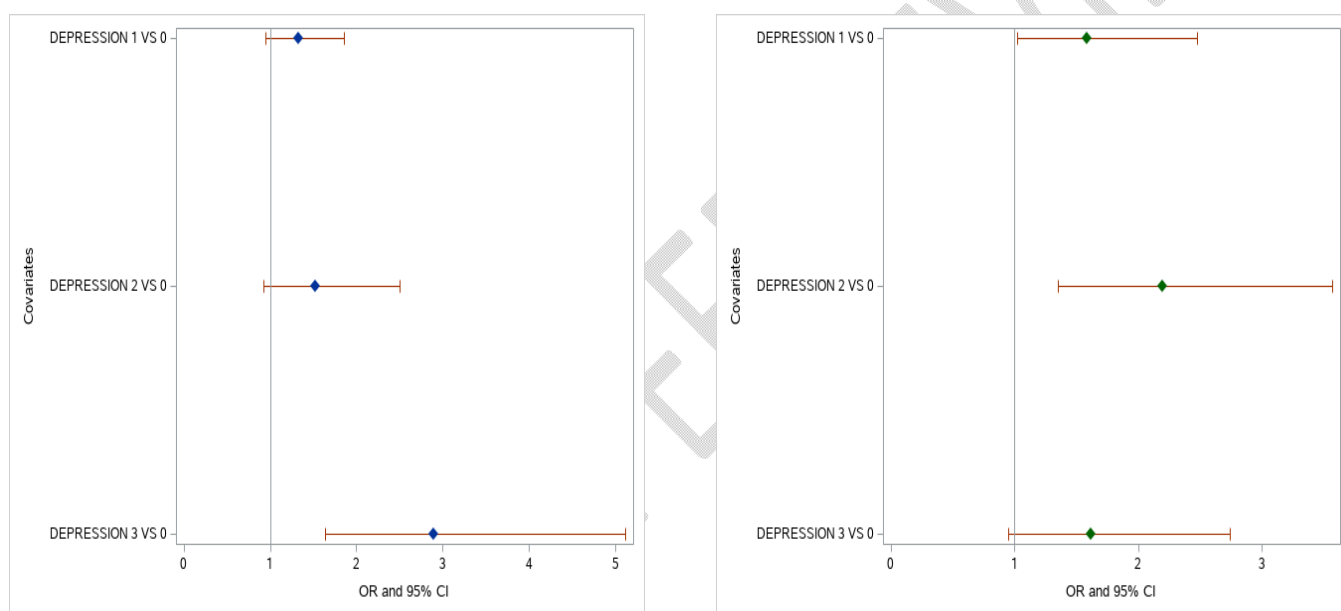 DEPRESSION 1 VS 0
DEPRESSION 2 VS 0
DEPRESSION 3 VS 0
Covariates
0 1 2 3 4 5
OR and 95% CI
DEPRESSION 1 VS 0
DEPRESSION 2 VS 0
DEPRESSION 3 VS 0
Covariates
0 1 2 3
OR and 95% CI